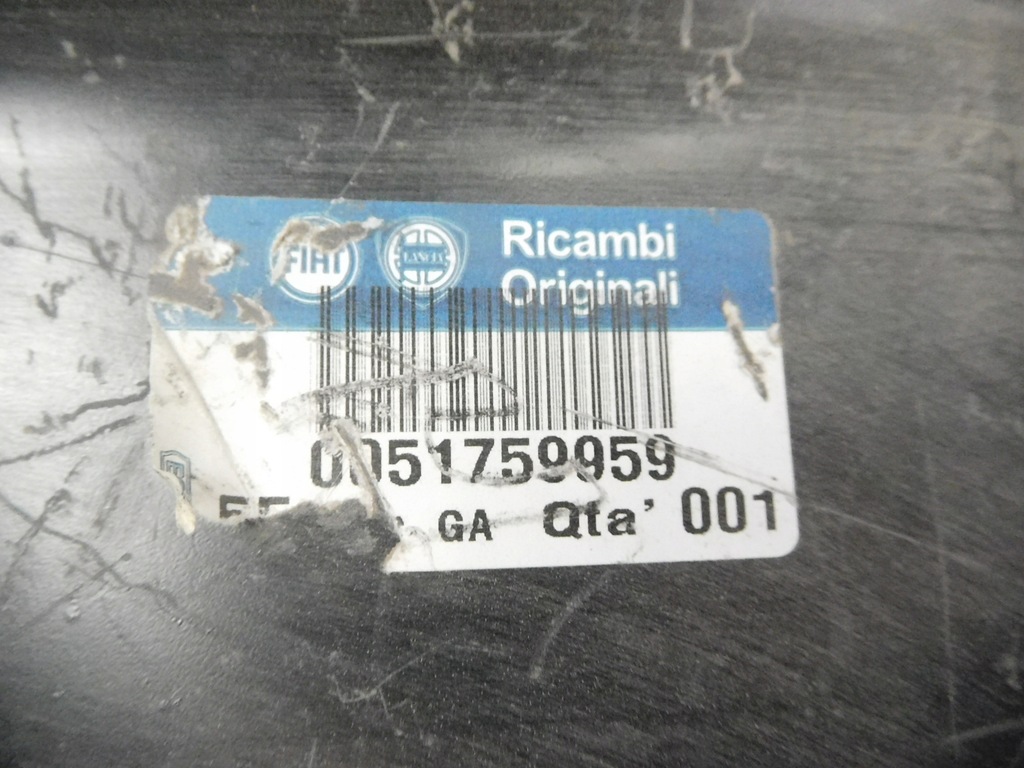 FIAT LANCIA Ricambi
Originali
0051759959
GA Qta' 001